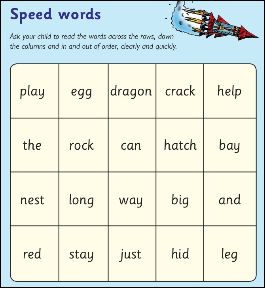 Speed words
Ask your child to read the words across the rows, down
the columns and in and out of order, clearly and quickly.
play egg dragon crack help
the rock can hatch bay
nest long way big and
red stay just hid leg